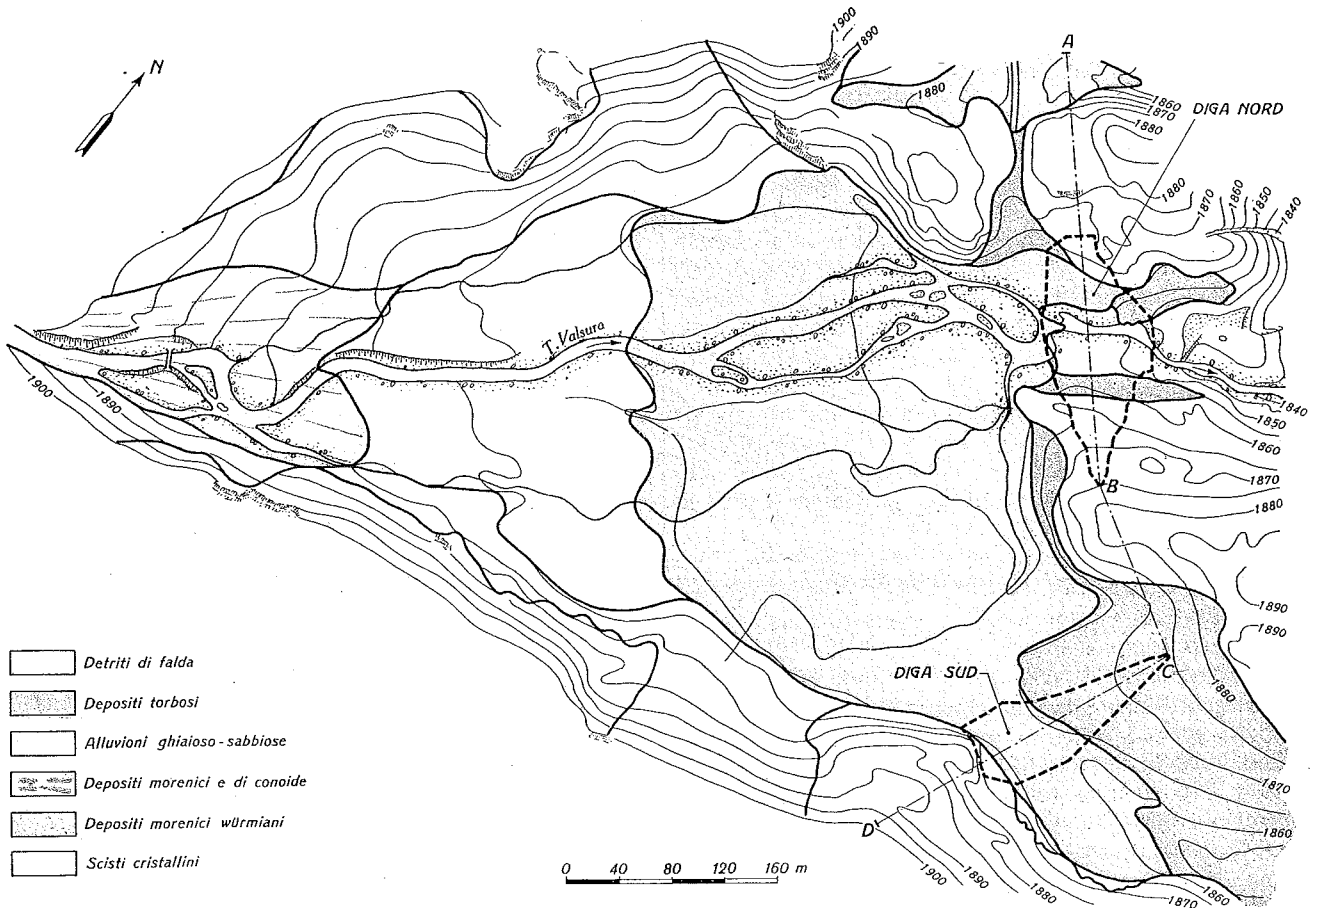 N
A
B
C
D
DIGA NORD
DIGA SUD
T. Valsura
1900
1890
1880
1860
1870
1880
1880
1870
1860
1850
1840
1840
1850
1860
1870
1880
1890
1890
1880
1870
1860
1860
1870
1880
1890
1900
1900
1890
Detriti di falda
Depositi torbosi
Alluvioni ghiaioso-sabbiose
Depositi morenici e di conoide
Depositi morenici würmiani
Scisti cristallini
0 40 80 120 160 m